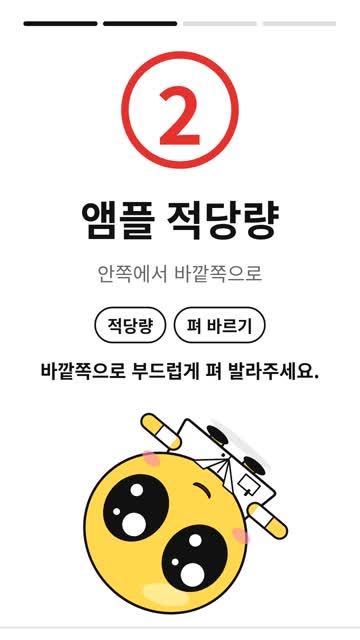 2
앰플 적당량
안쪽에서 바깥쪽으로
적당량 펴 바르기
바깥쪽으로 부드럽게 펴 발라주세요.